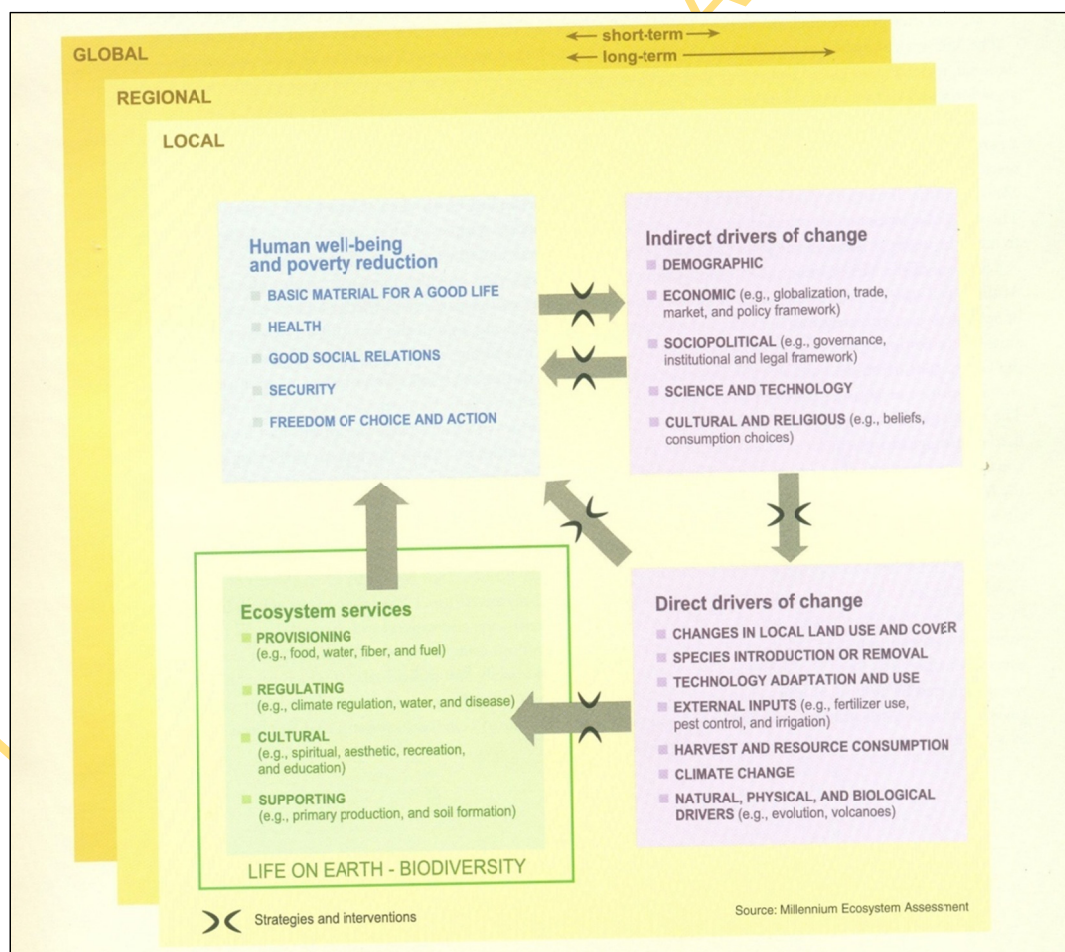 GLOBAL
short-term
long-term
REGIONAL
LOCAL
Human well-being
and poverty reduction
BASIC MATERIAL FOR A GOOD LIFE
HEALTH
GOOD SOCIAL RELATIONS
SECURITY
FREEDOM OF CHOICE AND ACTION
Indirect drivers of change
DEMOGRAPHIC
ECONOMIC (e.g., globalization, trade,
market, and policy framework)
SOCIOPOLITICAL (e.g., governance,
institutional and legal framework)
SCIENCE AND TECHNOLOGY
CULTURAL AND RELIGIOUS (e.g., beliefs,
consumption choices)
Ecosystem services
PROVISIONING
(e.g., food, water, fiber, and fuel)
REGULATING
(e.g., climate regulation, water, and disease)
CULTURAL
(e.g., spiritual, aesthetic, recreation,
and education)
SUPPORTING
(e.g., primary production, and soil formation)
LIFE ON EARTH - BIODIVERSITY
Direct drivers of change
CHANGES IN LOCAL LAND USE AND COVER
SPECIES INTRODUCTION OR REMOVAL
TECHNOLOGY ADAPTATION AND USE
EXTERNAL INPUTS (e.g., fertilizer use,
pest control, and irrigation)
HARVEST AND RESOURCE CONSUMPTION
CLIMATE CHANGE
NATURAL, PHYSICAL, AND BIOLOGICAL
DRIVERS (e.g., evolution, volcanoes)
Strategies and interventions
Source: Millennium Ecosystem Assessment